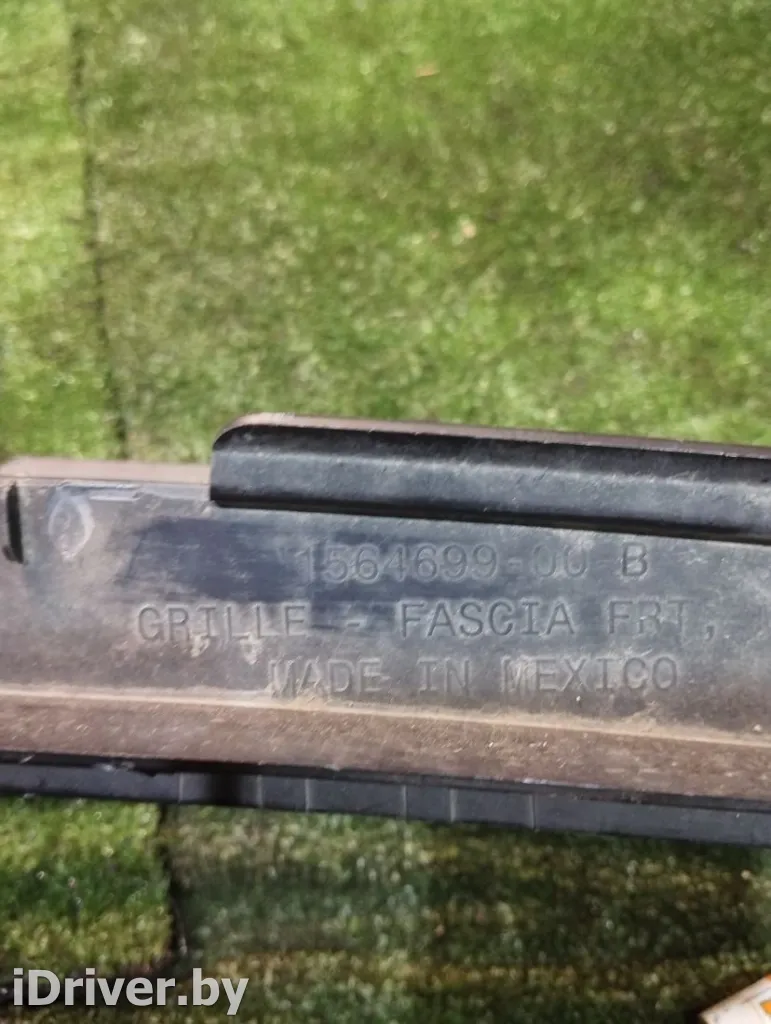 1564699-00 B
GRILLE - FASCIA FRT,
MADE IN MEXICO
iDriver.by